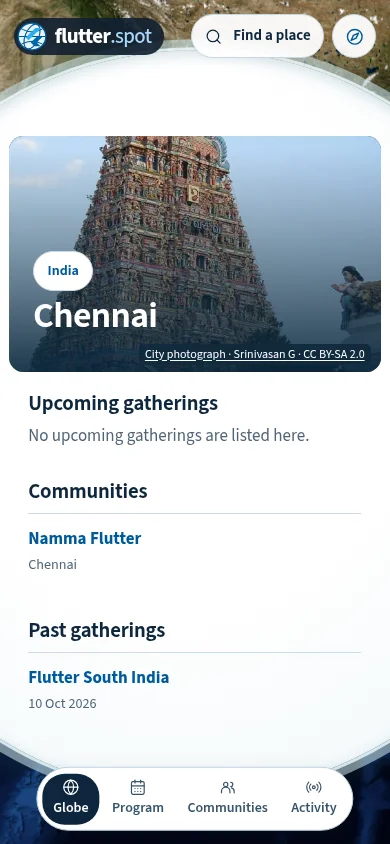 flutter.spot
Find a place
India
Chennai
City photograph · Srinivasan G · CC BY-SA 2.0
Upcoming gatherings
No upcoming gatherings are listed here.
Communities
Namma Flutter
Chennai
Past gatherings
Flutter South India
10 Oct 2026
Globe
Program
Communities
Activity